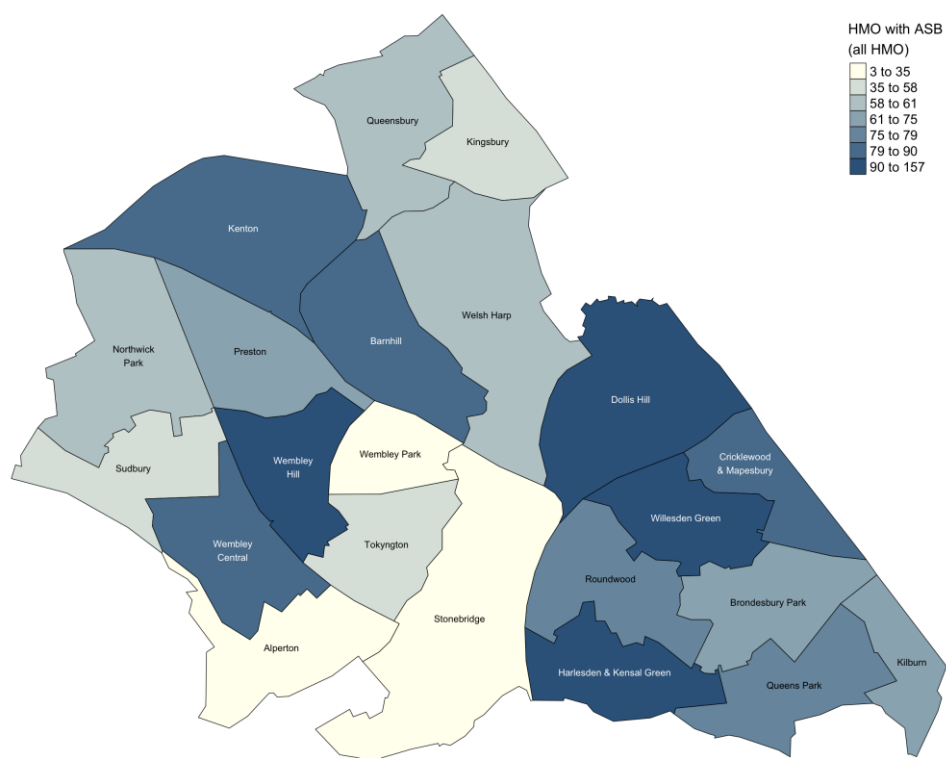 HMO with ASB
(all HMO)
3 to 35
35 to 58
58 to 61
61 to 75
75 to 79
79 to 90
90 to 157
Queensbury
Kingsbury
Kenton
Welsh Harp
Barnhill
Northwick
Park
Preston
Dollis Hill
Wembley Park
Cricklewood
& Mapesbury
Sudbury
Wembley
Hill
Willesden Green
Wembley
Central
Tokyngton
Roundwood
Brondesbury Park
Stonebridge
Alperton
Kilburn
Harlesden & Kensal Green
Queens Park